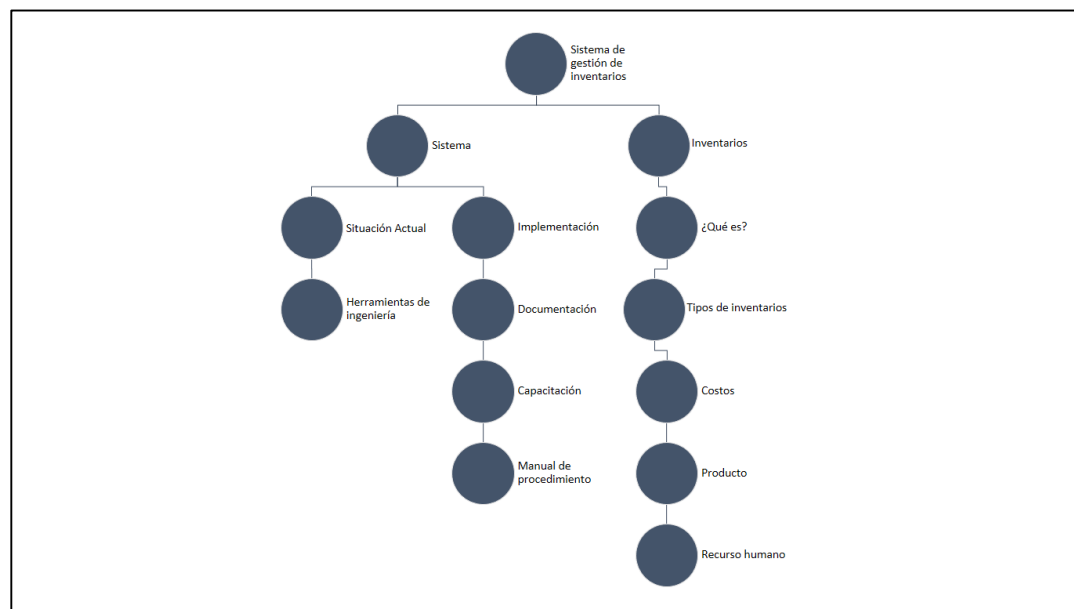 Sistema de
gestión de
inventarios
Sistema
Inventarios
Situación Actual
Implementación
¿Qué es?
Herramientas de
ingeniería
Documentación
Tipos de inventarios
Capacitación
Costos
Manual de
procedimiento
Producto
Recurso humano